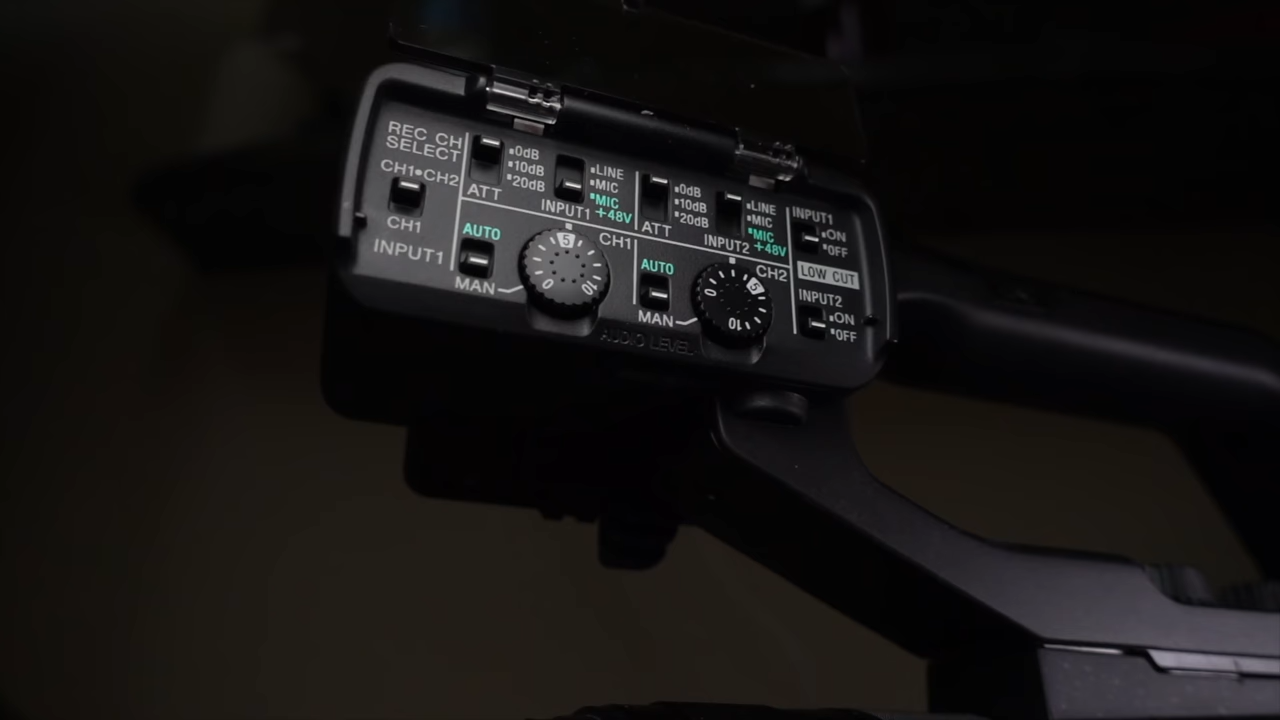 REC CH
SELECT
CH1•CH2
CH1
INPUT1
0dB
10dB
20dB
ATT
LINE
MIC
MIC
+48V
INPUT1
0dB
10dB
20dB
ATT
LINE
MIC
MIC
+48V
INPUT2
INPUT1
ON
OFF
LOW CUT
INPUT2
ON
OFF
AUTO
MAN
CH1
5
0
10
AUTO
MAN
CH2
5
0
10
AUDIO LEVEL